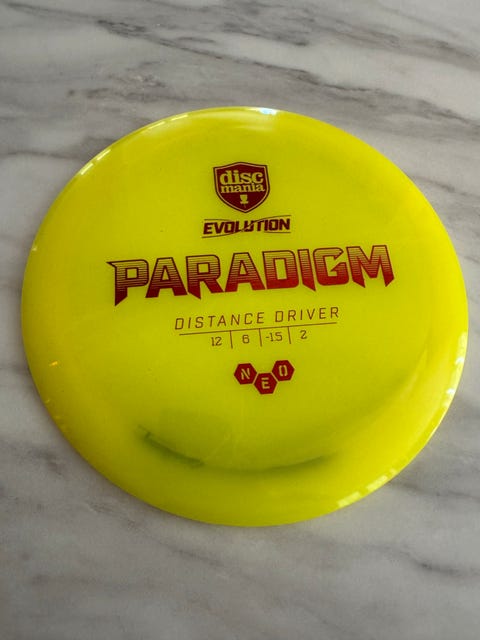 disc
mania
EVOLUTION
PARADIGM
DISTANCE DRIVER
12 | 6 | -1.5 | 2
NEO